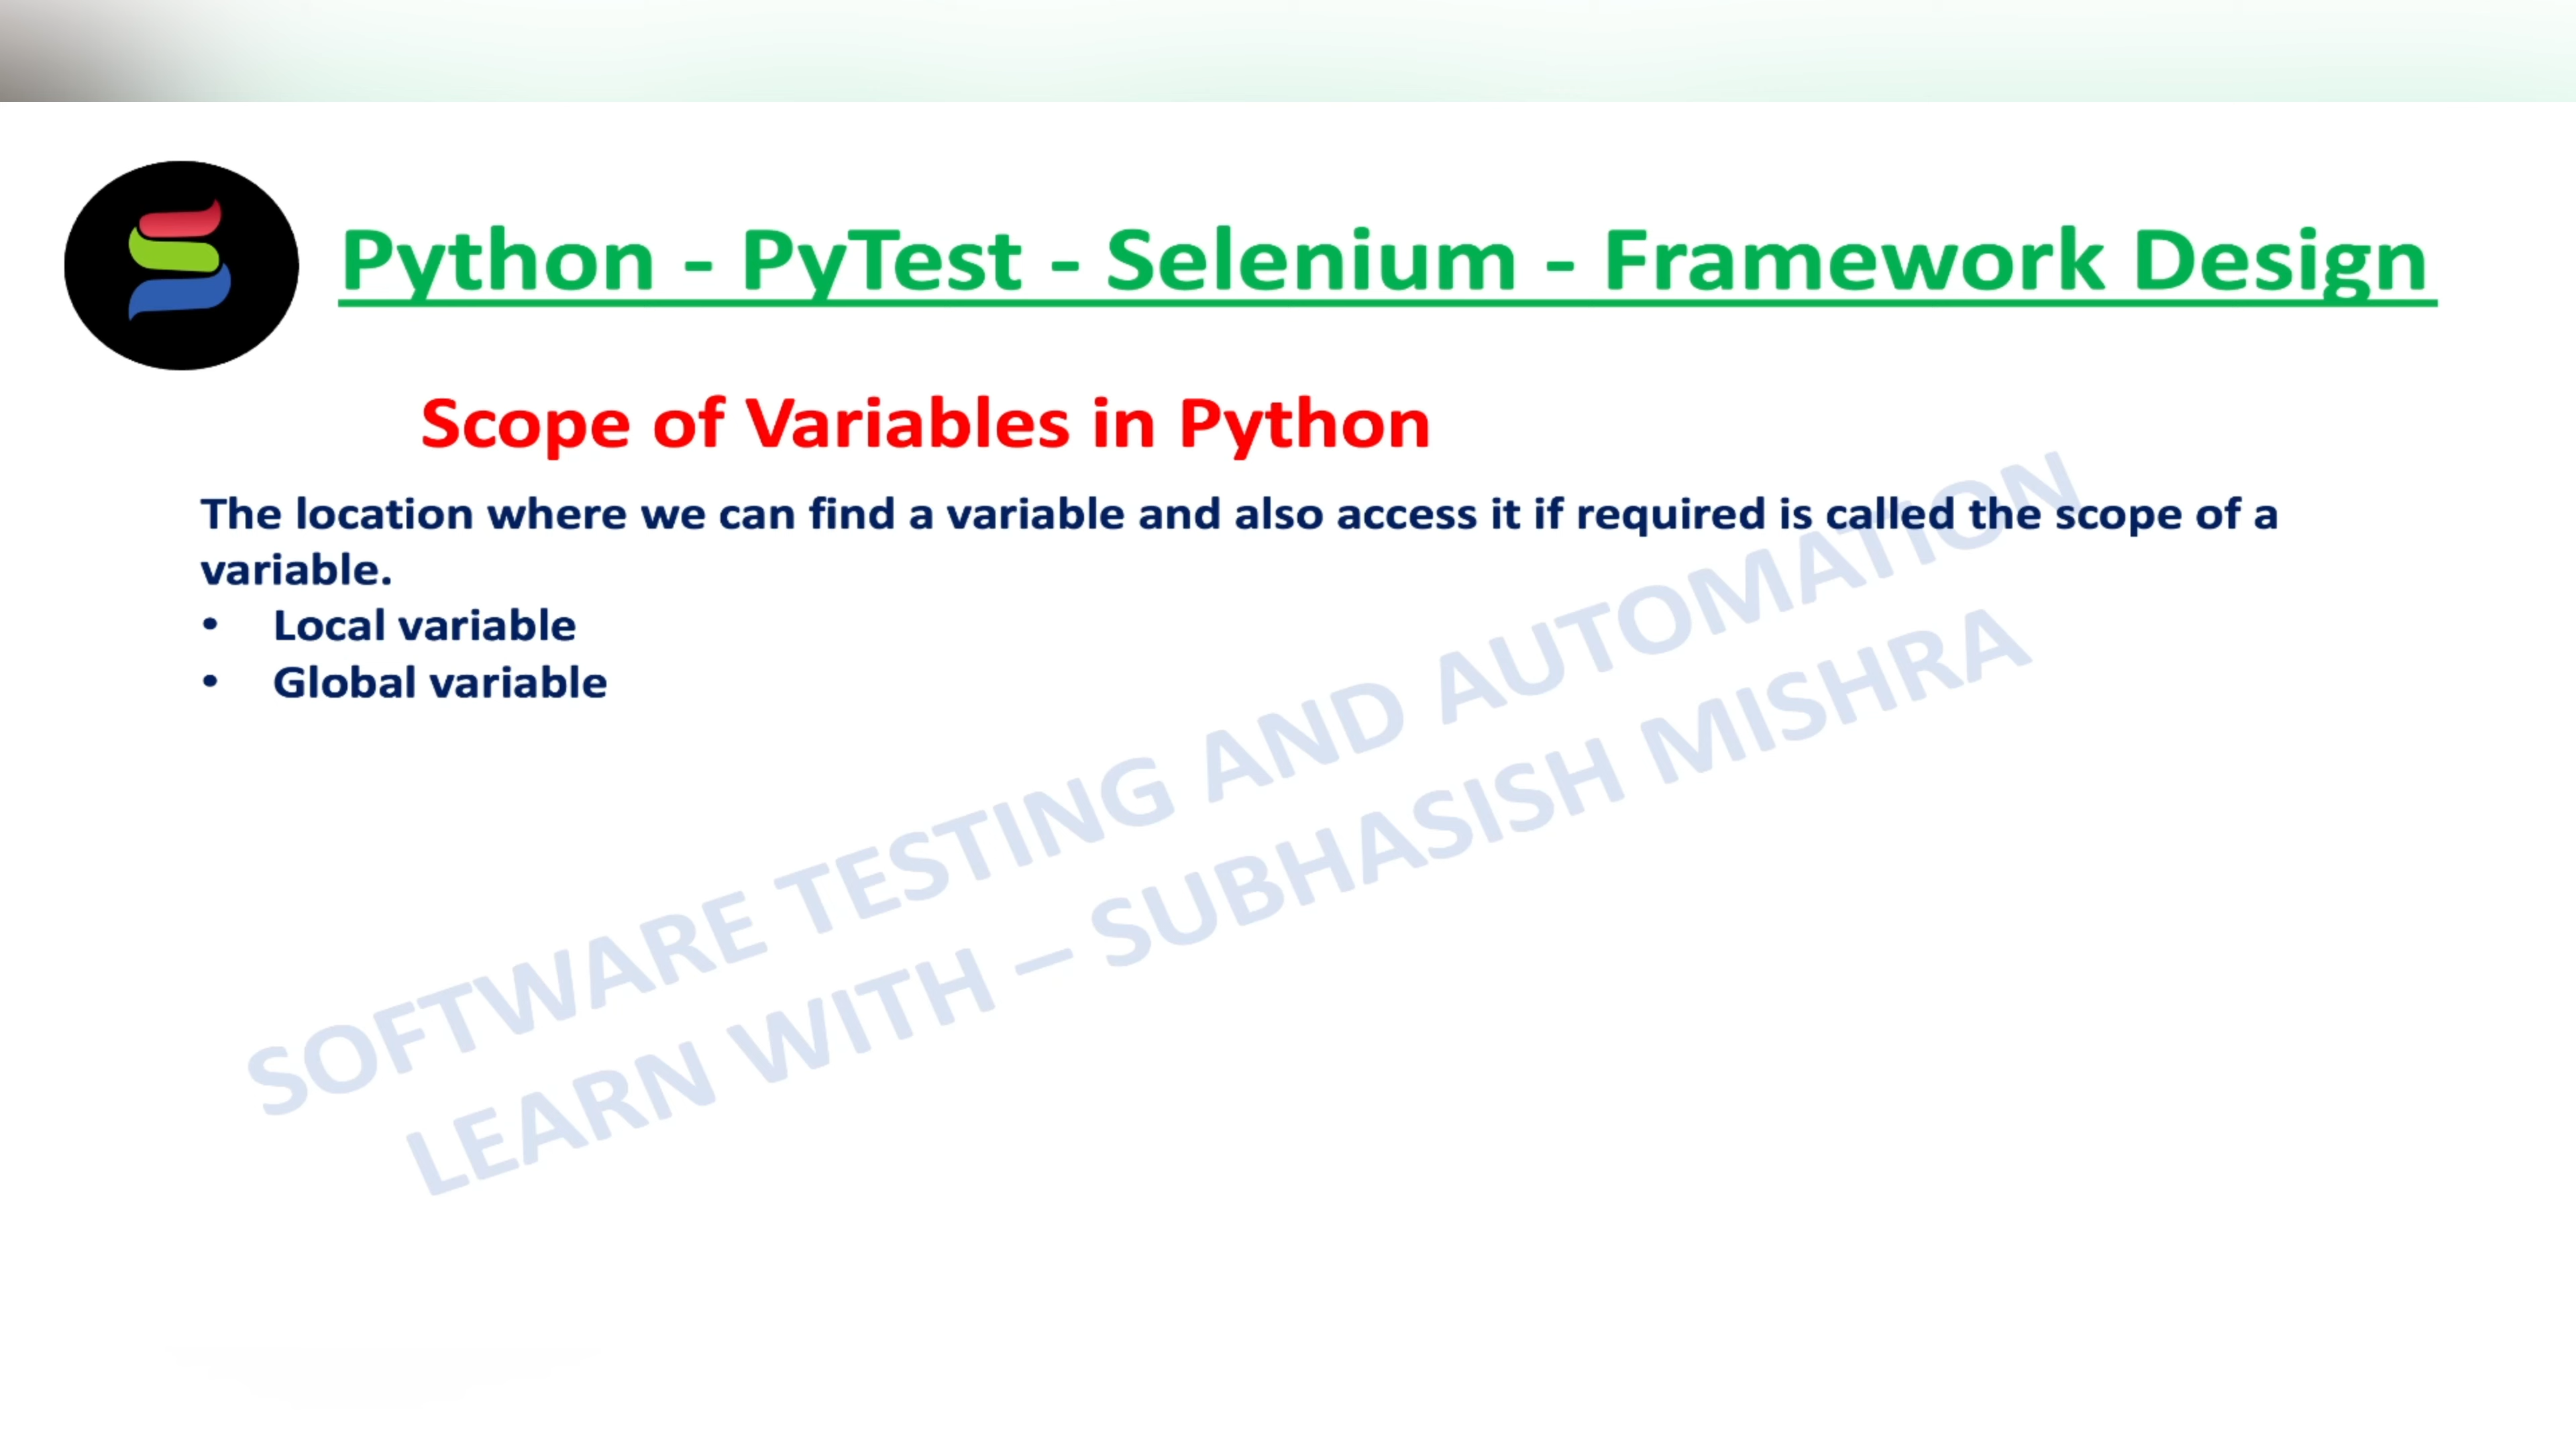 Python - PyTest - Selenium - Framework Design
Scope of Variables in Python
The location where we can find a variable and also access it if required is called the scope of a
variable.
• Local variable
• Global variable
SOFTWARE TESTING AND AUTOMATION
LEARN WITH – SUBHASISH MISHRA